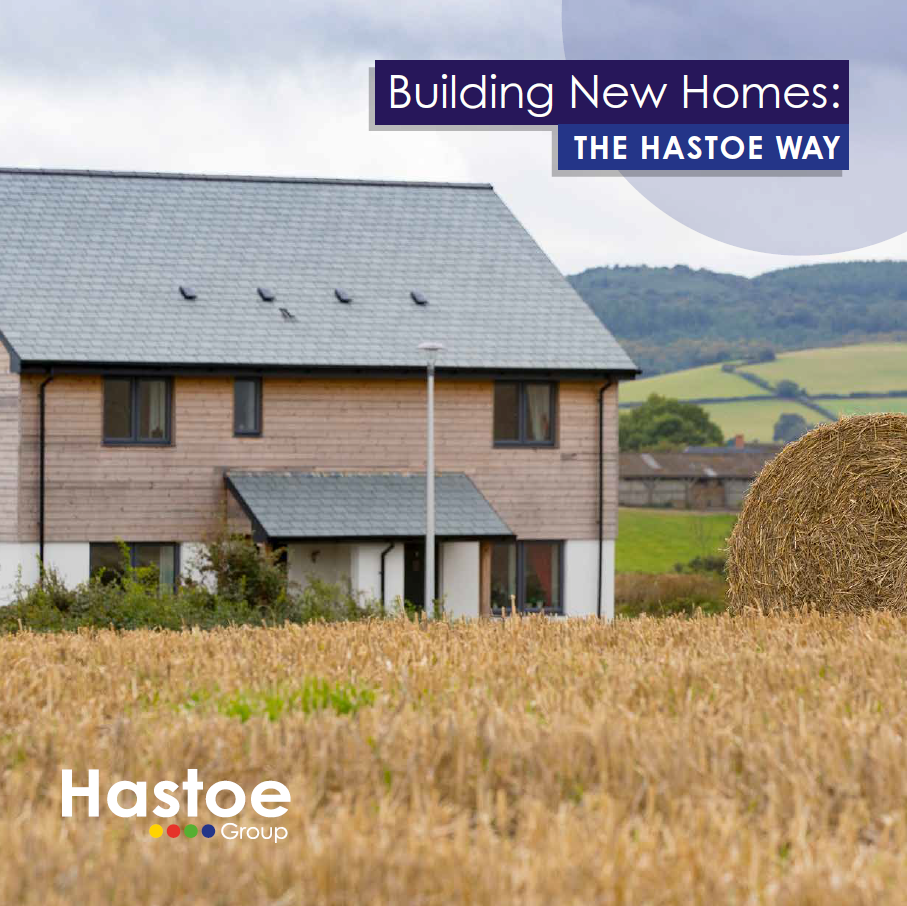 Building New Homes:
THE HASTOE WAY
Hastoe
Group